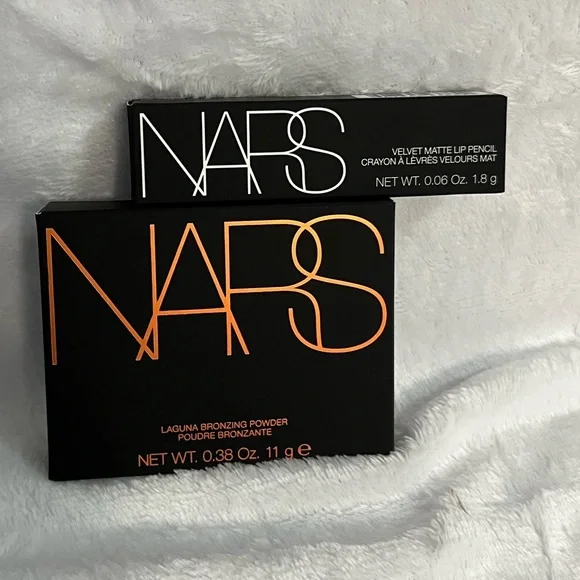 NARS
VELVET MATTE LIP PENCIL
CRAYON À LÈVRES VELOURS MAT
NET WT. 0.06 Oz. 1.8 g
NARS
LAGUNA BRONZING POWDER
POUDRE BRONZANTE
NET WT. 0.38 Oz. 11 g ℮